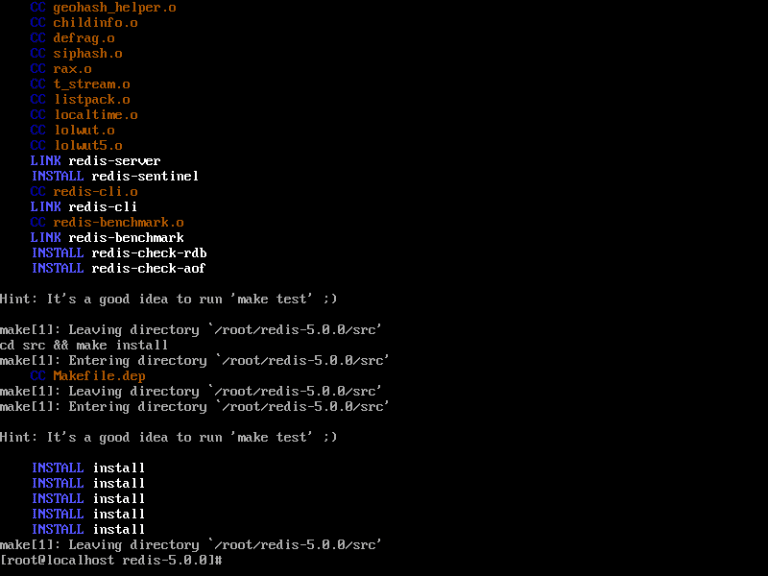 CC geohash_helper.o
CC childinfo.o
CC defrag.o
CC siphash.o
CC rax.o
CC t_stream.o
CC listpack.o
CC localtime.o
CC lolwut.o
CC lolwut5.o
LINK redis-server
INSTALL redis-sentinel
CC redis-cli.o
LINK redis-cli
CC redis-benchmark.o
LINK redis-benchmark
INSTALL redis-check-rdb
INSTALL redis-check-aof
Hint: It's a good idea to run 'make test' ;)
make[1]: Leaving directory `/root/redis-5.0.0/src'
cd src && make install
make[1]: Entering directory `/root/redis-5.0.0/src'
CC Makefile.dep
make[1]: Leaving directory `/root/redis-5.0.0/src'
make[1]: Entering directory `/root/redis-5.0.0/src'
Hint: It's a good idea to run 'make test' ;)
INSTALL install
INSTALL install
INSTALL install
INSTALL install
INSTALL install
make[1]: Leaving directory `/root/redis-5.0.0/src'
[root@localhost redis-5.0.0]#